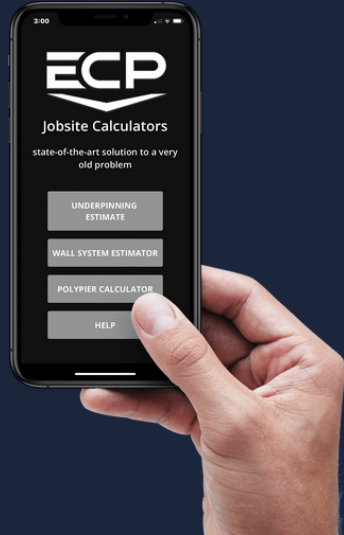 3:00
ECP
Jobsite Calculators
state-of-the-art solution to a very
old problem
UNDERPINNING
ESTIMATE
WALL SYSTEM ESTIMATOR
POLYPIER CALCULATOR
HELP